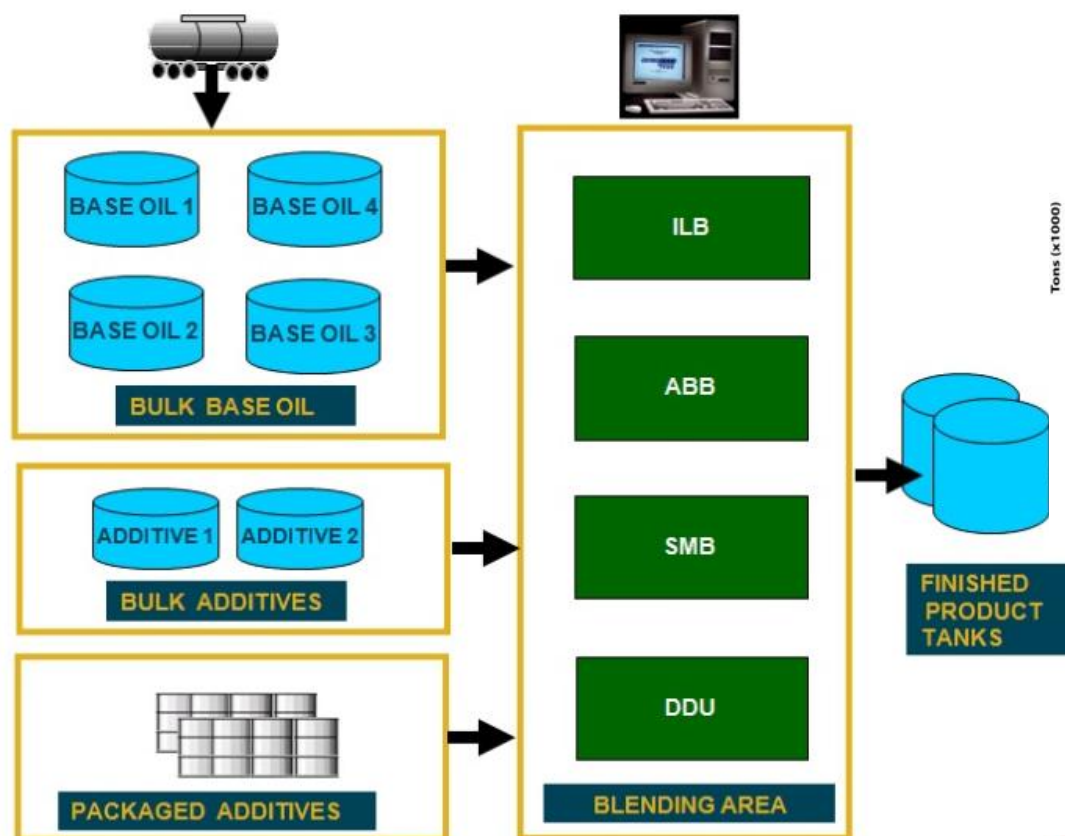 BASE OIL 1
BASE OIL 4
BASE OIL 2
BASE OIL 3
BULK BASE OIL
ADDITIVE 1
ADDITIVE 2
BULK ADDITIVES
PACKAGED ADDITIVES
ILB
ABB
SMB
DDU
BLENDING AREA
FINISHED
PRODUCT
TANKS
Tons (x1000)